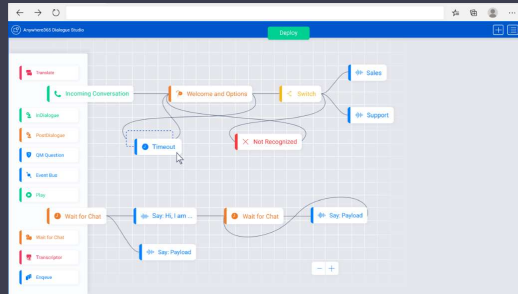 Anywhere365 Dialogue Studio
Deploy
Translate
Sales
Incoming Conversation
Welcome and Options
Switch
InDialogue
Support
PostDialogue
Timeout
Not Recognized
QM Question
Event Bus
Play
Wait for Chat
Say: Hi, I am ...
Wait for Chat
Say: Payload
Wait for Chat
Say: Payload
Transcriptor
Enqueue